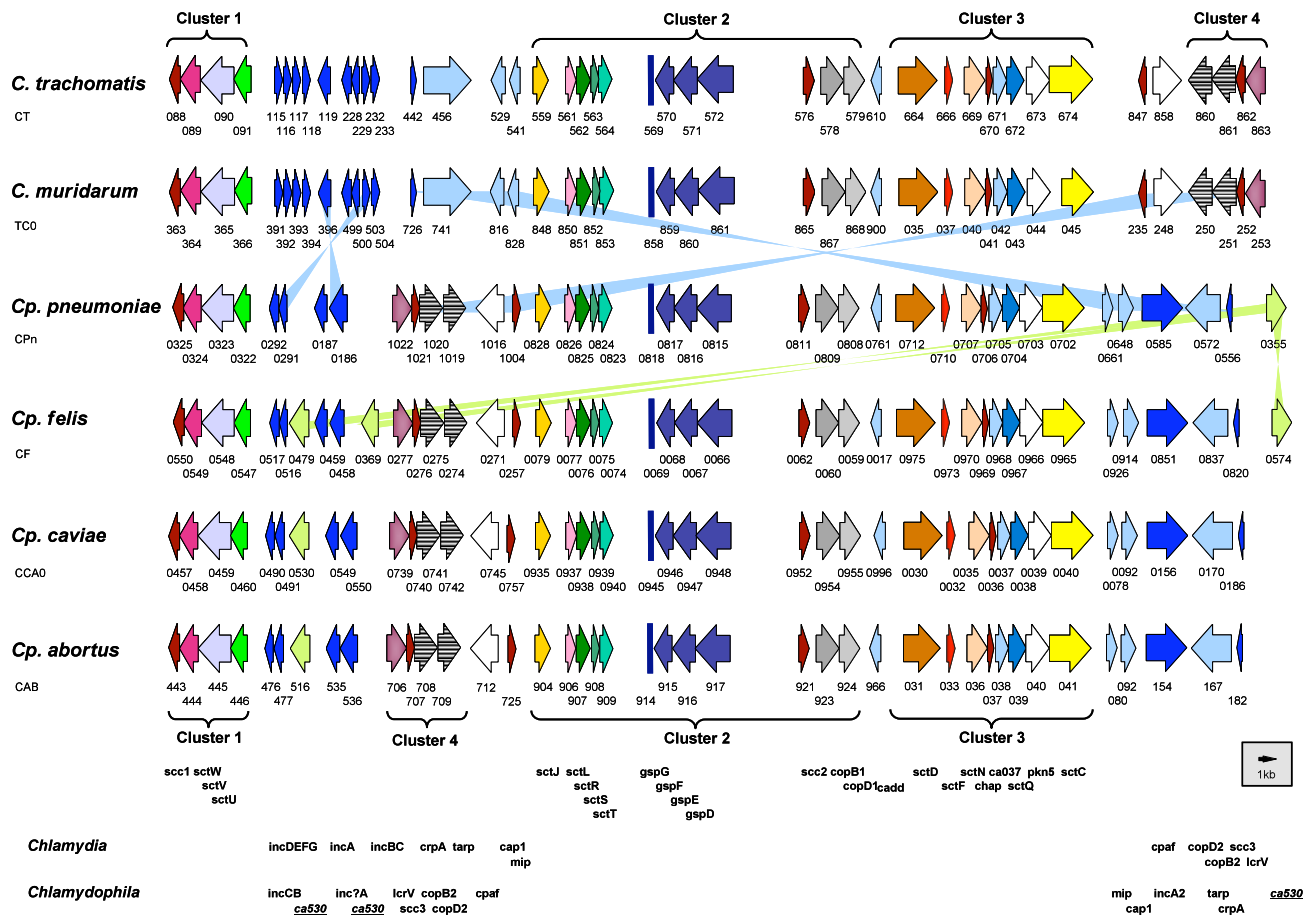 Cluster 1 Cluster 2 Cluster 3 Cluster 4
C. trachomatis
CT
088 090 115 117 119 228 232 442 456 529 559 561 563 570 572 576 579 610 664 666 669 671 673 674 847 858 860 862
089 091 116 118 229 233 541 562 564 569 571 578 670 672 861 863
C. muridarum
TC0
363 365 391 393 396 499 503 726 741 816 848 850 852 859 861 865 868 900 035 037 040 042 044 045 235 248 250 252
364 366 392 394 500 504 828 851 853 858 860 867 041 043 251 253
Cp. pneumoniae
CPn
0325 0323 0292 0187 1022 1020 1016 0828 0826 0824 0817 0815 0811 0808 0761 0712 0707 0705 0703 0702 0648 0585 0572 0355
0324 0322 0291 0186 1021 1019 1004 0825 0823 0818 0816 0809 0710 0706 0704 0661 0556
Cp. felis
CF
0550 0548 0517 0479 0459 0369 0277 0275 0271 0079 0077 0075 0068 0066 0062 0059 0017 0975 0970 0968 0966 0965 0914 0851 0837 0574
0549 0547 0516 0458 0276 0274 0257 0076 0074 0069 0067 0060 0973 0969 0967 0926 0820
Cp. caviae
CCA0
0457 0459 0490 0530 0549 0739 0741 0745 0935 0937 0939 0946 0948 0952 0955 0996 0030 0035 0037 0039 0040 0092 0156 0170
0458 0460 0491 0550 0740 0742 0757 0938 0940 0945 0947 0954 0032 0036 0038 0078 0186
Cp. abortus
CAB
443 445 476 516 535 706 708 712 904 906 908 915 917 921 924 966 031 033 036 038 040 041 092 154 167
444 446 477 536 707 709 725 907 909 914 916 923 037 039 080 182
Cluster 1 Cluster 4 Cluster 2 Cluster 3
scc1 sctW sctJ sctL gspG scc2 copB1 sctD sctN ca037 pkn5 sctC
sctV sctR gspF copD1 cadd sctF chap sctQ
sctU sctS gspE
sctT gspD
1kb
Chlamydia incDEFG incA incBC crpA tarp cap1 cpaf copD2 scc3
mip copB2 lcrV
Chlamydophila incCB inc?A lcrV copB2 cpaf mip incA2 tarp ca530
ca530 ca530 scc3 copD2 cap1 crpA